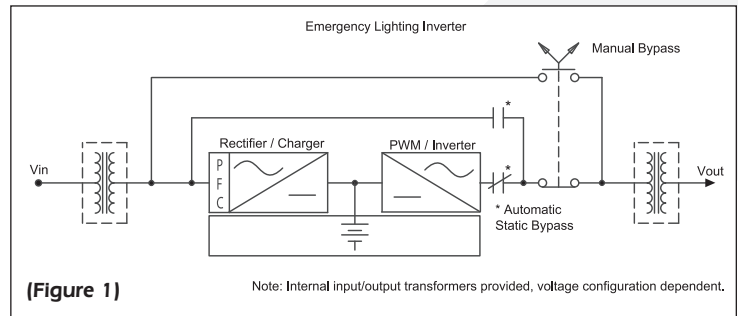 Emergency Lighting Inverter
Manual Bypass
*
Rectifier / Charger
PWM / Inverter
P
F
C
*
Vin
Vout
* Automatic
Static Bypass
(Figure 1)
Note: Internal input/output transformers provided, voltage configuration dependent.